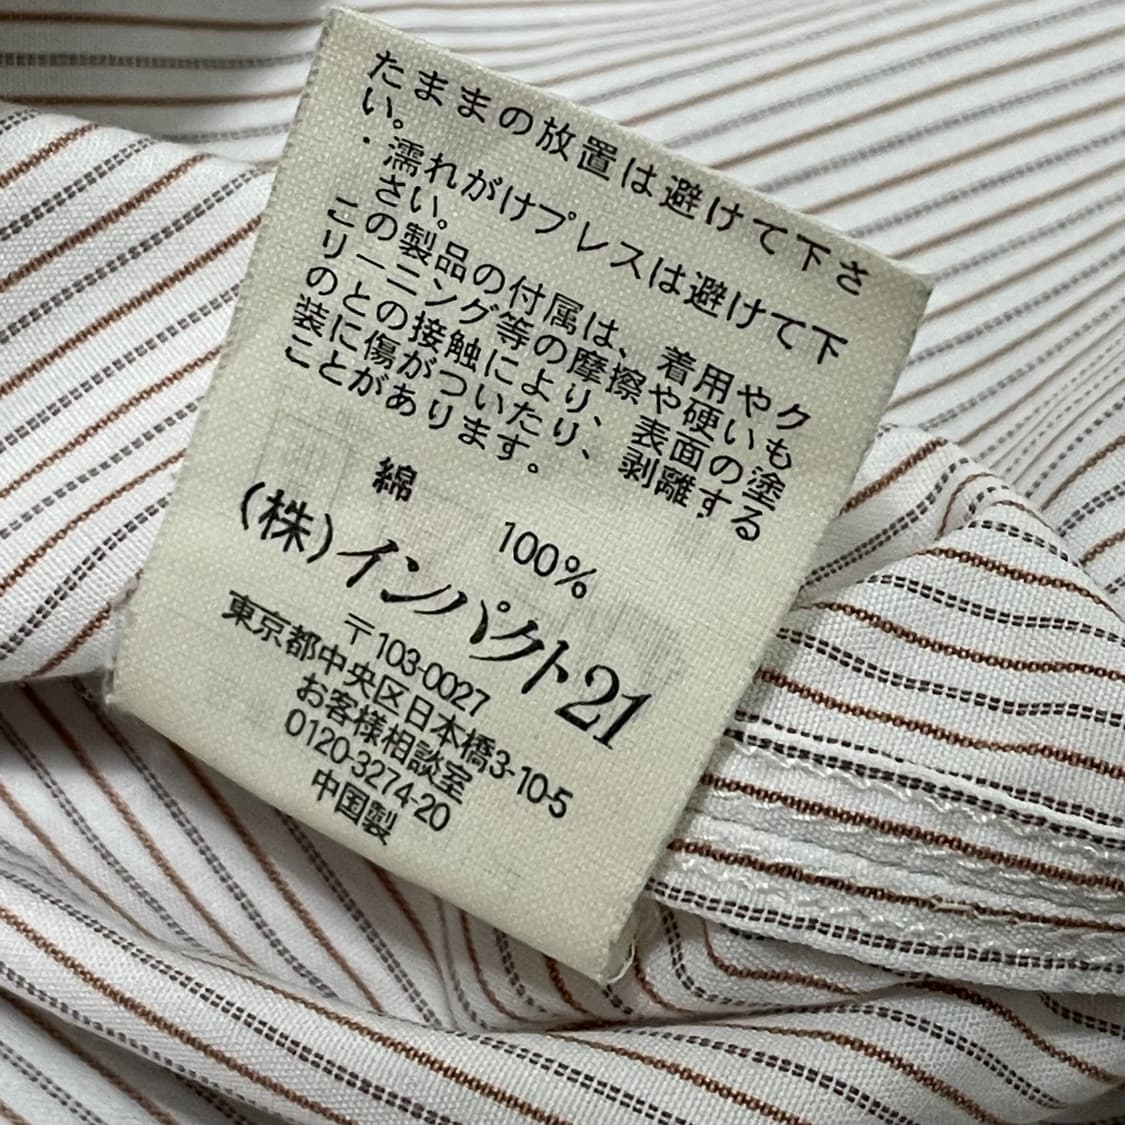 たままの放置は避けて下さ
い。
・濡れがけプレスは避けて下
さい。
この製品の付属は、着用やク
リーニング等の摩擦や硬いも
のとの接触により、表面の塗
装に傷がついたり、剥離する
ことがあります。
綿 100%
(株)インパクト21
〒103-0027
東京都中央区日本橋3-10-5
お客様相談室
0120-3274-20
中国製